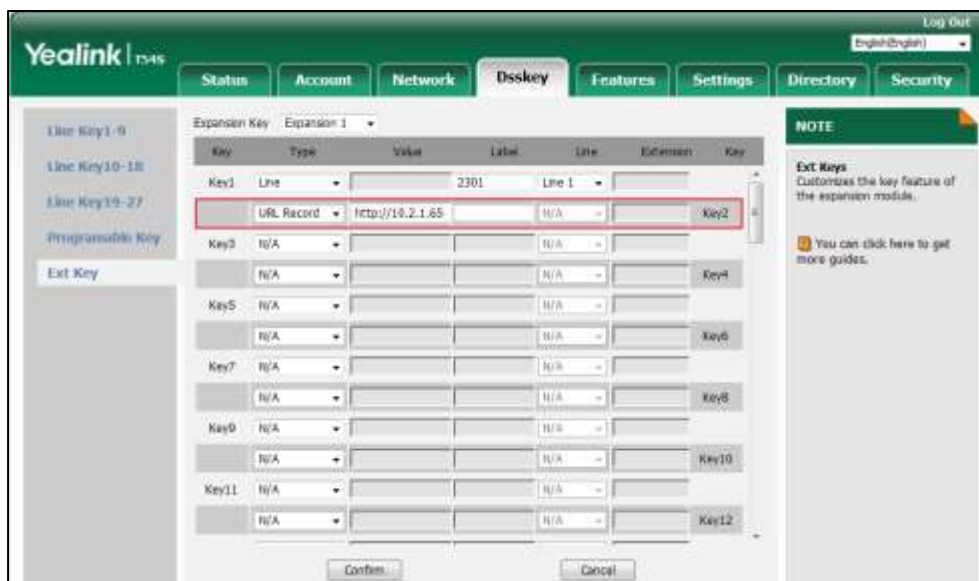 Log Out
Yealink T54S
English(English)
Status Account Network Dsskey Features Settings Directory Security
Line Key1-9
Line Key10-18
Line Key19-27
Programable Key
Ext Key
Expansion Key Expansion 1
Key Type Value Label Line Extension Key
Key1 Line 2301 Line 1
URL Record http://10.2.1.65 N/A Key2
Key3 N/A N/A
N/A N/A Key4
Key5 N/A N/A
N/A N/A Key6
Key7 N/A N/A
N/A N/A Key8
Key9 N/A N/A
N/A N/A Key10
Key11 N/A N/A
N/A N/A Key12
Confirm Cancel
NOTE
Ext Keys
Customizes the key feature of
the expansion module.
You can click here to get
more guides.